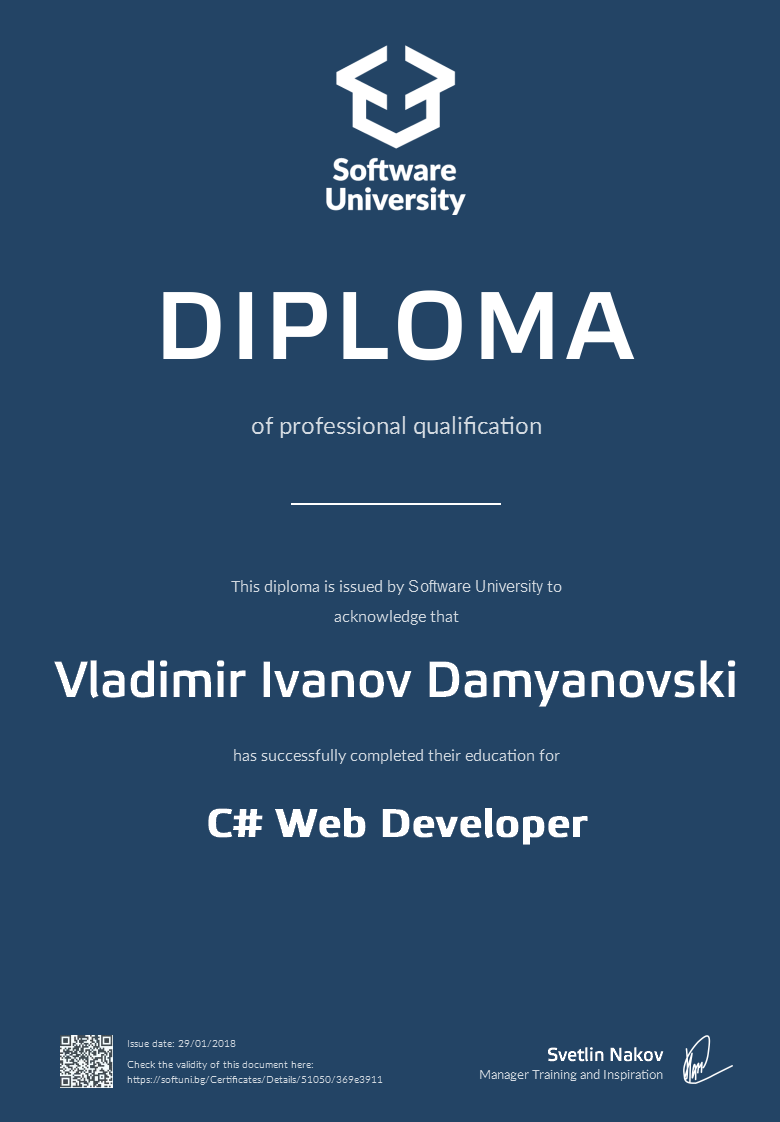 Software
University
DIPLOMA
of professional qualification
This diploma is issued by Software University to
acknowledge that
Vladimir Ivanov Damyanovski
has successfully completed their education for
C# Web Developer
Issue date: 29/01/2018
Check the validity of this document here:
https://softuni.bg/Certificates/Details/51050/369e3911
Svetlin Nakov
Manager Training and Inspiration